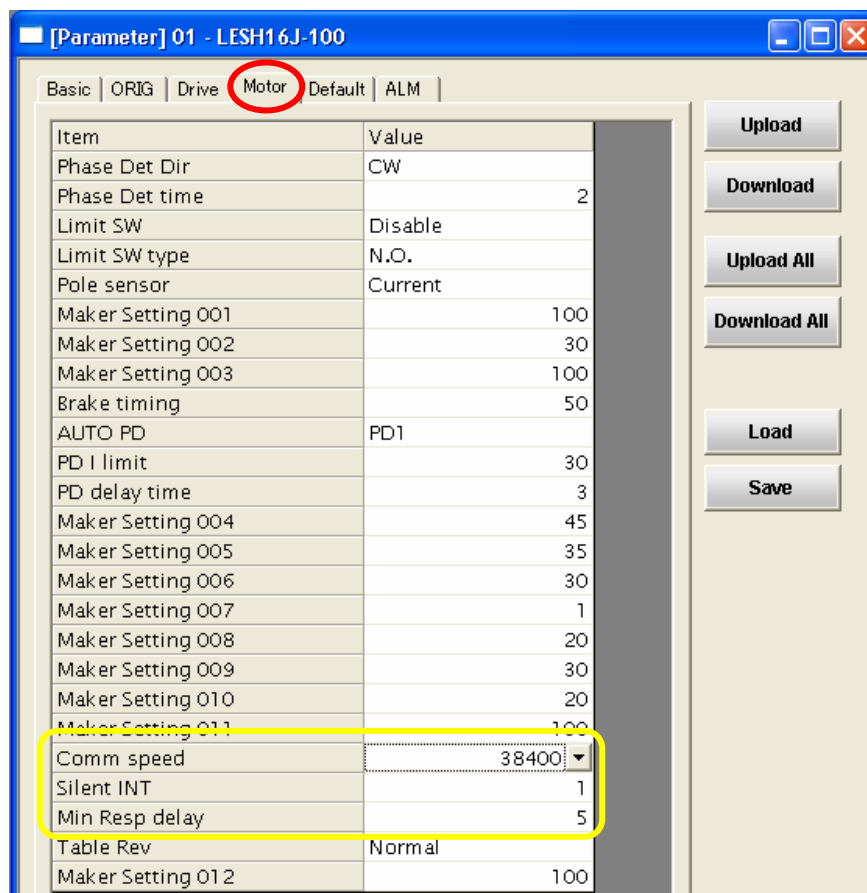 [Parameter] 01 - LESH16J-100
Basic ORIG Drive Motor Default ALM
Item Value
Phase Det Dir CW
Phase Det time 2
Limit SW Disable
Limit SW type N.O.
Pole sensor Current
Maker Setting 001 100
Maker Setting 002 30
Maker Setting 003 100
Brake timing 50
AUTO PD PD1
PD I limit 30
PD delay time 3
Maker Setting 004 45
Maker Setting 005 35
Maker Setting 006 30
Maker Setting 007 1
Maker Setting 008 20
Maker Setting 009 30
Maker Setting 010 20
Maker Setting 011 100
Comm speed 38400
Silent INT 1
Min Resp delay 5
Table Rev Normal
Maker Setting 012 100
Upload
Download
Upload All
Download All
Load
Save